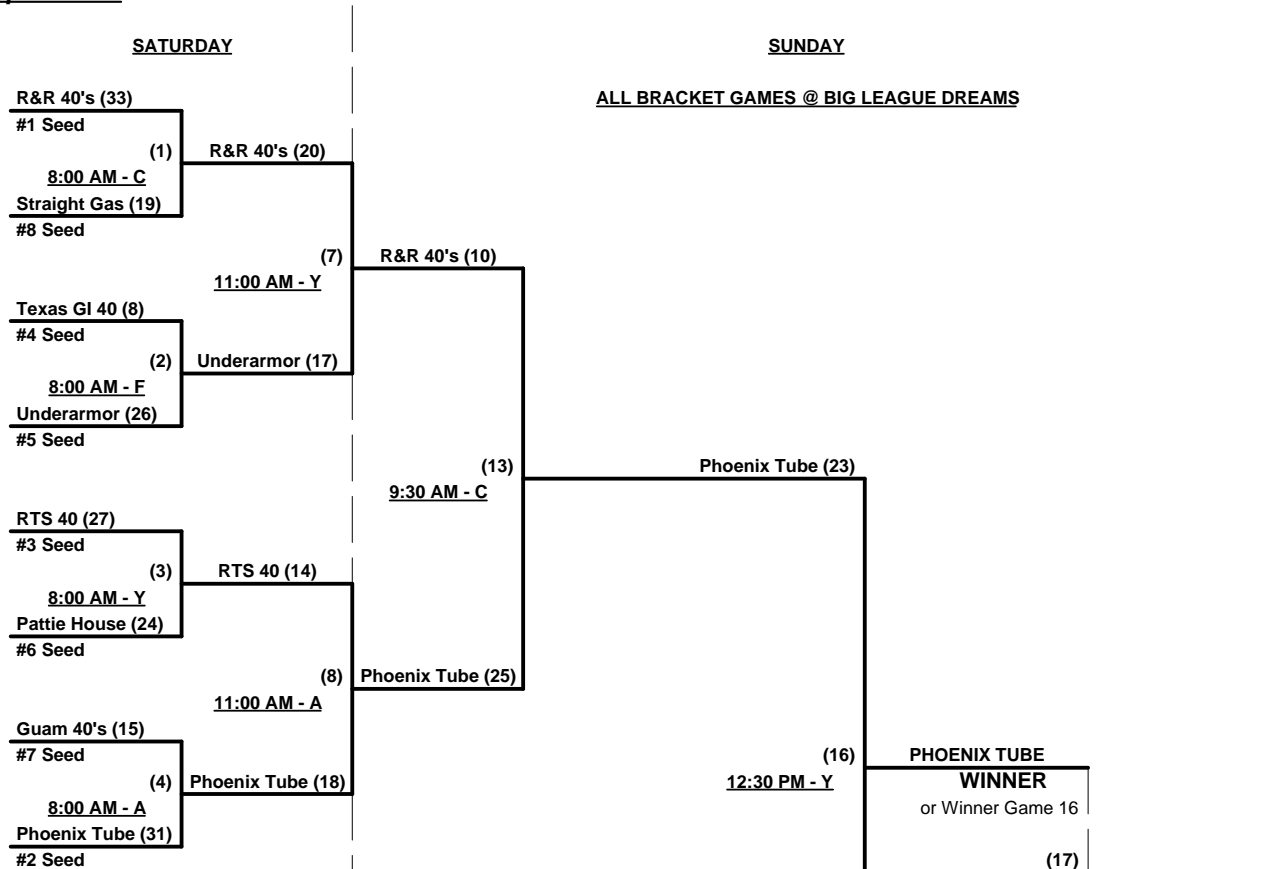 SATURDAY
SUNDAY
R&R 40's (33)
ALL BRACKET GAMES @ BIG LEAGUE DREAMS
#1 Seed
(1)
R&R 40's (20)
8:00 AM - C
Straight Gas (19)
#8 Seed
(7)
R&R 40's (10)
11:00 AM - Y
Texas GI 40 (8)
#4 Seed
(2)
Underarmor (17)
8:00 AM - F
Underarmor (26)
#5 Seed
(13)
Phoenix Tube (23)
9:30 AM - C
RTS 40 (27)
#3 Seed
(3)
RTS 40 (14)
8:00 AM - Y
Pattie House (24)
#6 Seed
(8)
Phoenix Tube (25)
11:00 AM - A
Guam 40's (15)
#7 Seed
(16)
PHOENIX TUBE
(4)
Phoenix Tube (18)
12:30 PM - Y
WINNER
8:00 AM - A
or Winner Game 16
Phoenix Tube (31)
#2 Seed
(17)